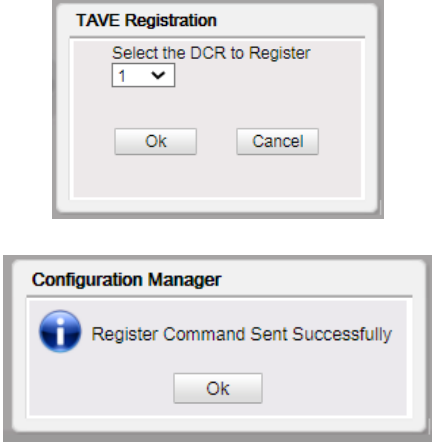 TAVE Registration
Select the DCR to Register
1
Ok Cancel
Configuration Manager
Register Command Sent Successfully
Ok